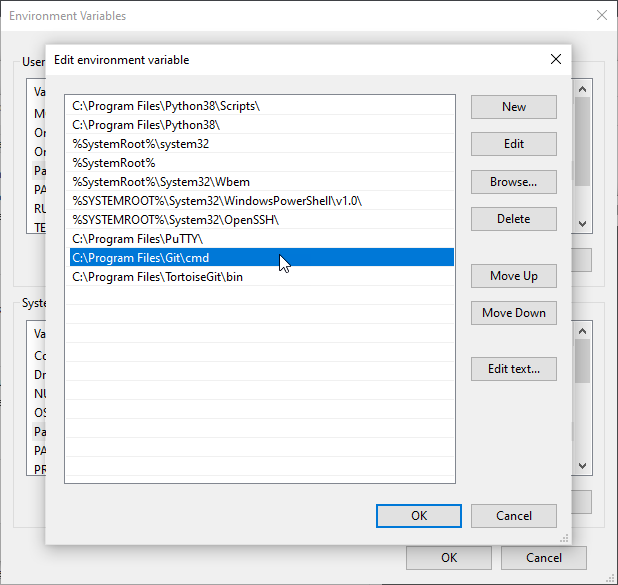 Environment Variables
Edit environment variable
User
Va
M
Or
Or
Pa
PA
RU
TE
C:\Program Files\Python38\Scripts\
C:\Program Files\Python38\
%SystemRoot%\system32
%SystemRoot%
%SystemRoot%\System32\Wbem
%SYSTEMROOT%\System32\WindowsPowerShell\v1.0\
%SYSTEMROOT%\System32\OpenSSH\
C:\Program Files\PuTTY\
C:\Program Files\Git\cmd
C:\Program Files\TortoiseGit\bin
New
Edit
Browse...
Delete
Move Up
Move Down
Edit text...
Syste
Va
Co
Dr
NU
OS
Pa
PA
PR
OK
Cancel
OK
Cancel